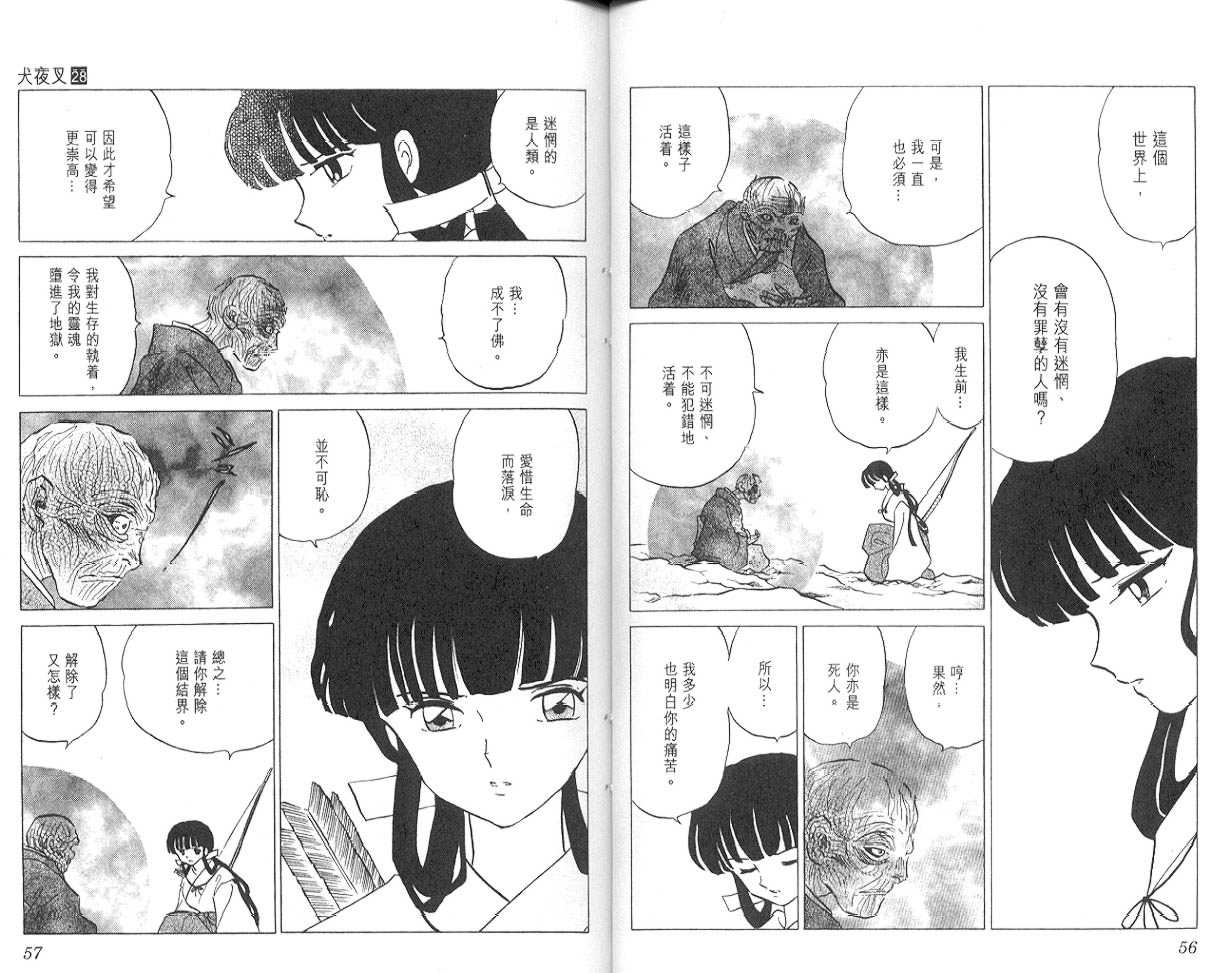 這個
世界上，
會有沒有迷惘、
沒有罪孽的人嗎？
可是，
我一直
也必須…
這樣子
活着。
我生前…
亦是這樣。
不可迷惘、
不能犯錯地
活着。
哼…
果然，
你亦是
死人。
所以…
我多少
也明白你的痛苦。
56
犬夜叉28
迷惘的
是人類。
因此才希望
可以變得
更崇高…
我…
成不了佛。
我對生存的執着，
令我的靈魂
墮進了地獄。
愛惜生命
而落淚，
並不可恥。
總之…
請你解除
這個結界。
解除了
又怎樣？
57